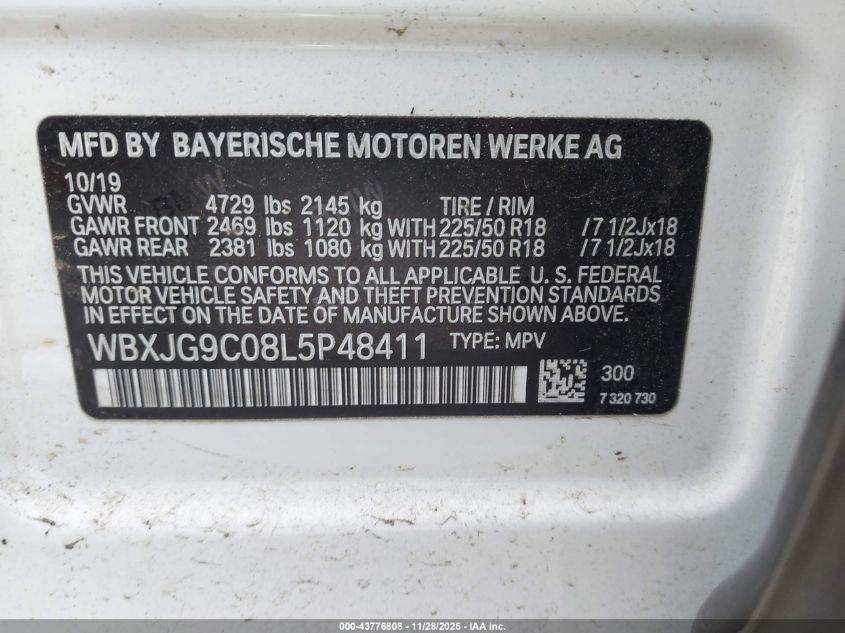 MFD BY BAYERISCHE MOTOREN WERKE AG
10/19
GVWR 4729 lbs 2145 kg TIRE / RIM
GAWR FRONT 2469 lbs 1120 kg WITH 225/50 R18 /7 1/2Jx18
GAWR REAR 2381 lbs 1080 kg WITH 225/50 R18 /7 1/2Jx18
THIS VEHICLE CONFORMS TO ALL APPLICABLE U. S. FEDERAL
MOTOR VEHICLE SAFETY AND THEFT PREVENTION STANDARDS
IN EFFECT ON THE DATE OF MANUFACTURE SHOWN ABOVE.
WBXJG9C08L5P48411 TYPE: MPV
300
7 320 730
000-43776808 - 11/28/2025 - IAA Inc.